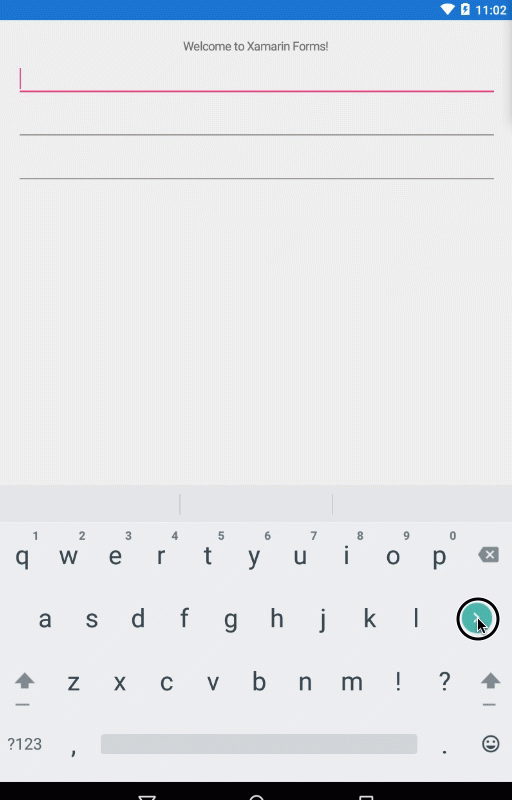 11:02
Welcome to Xamarin Forms!
1 2 3 4 5 6 7 8 9 0
q w e r t y u i o p
a s d f g h j k l
z x c v b n m ! ?
?123 , .